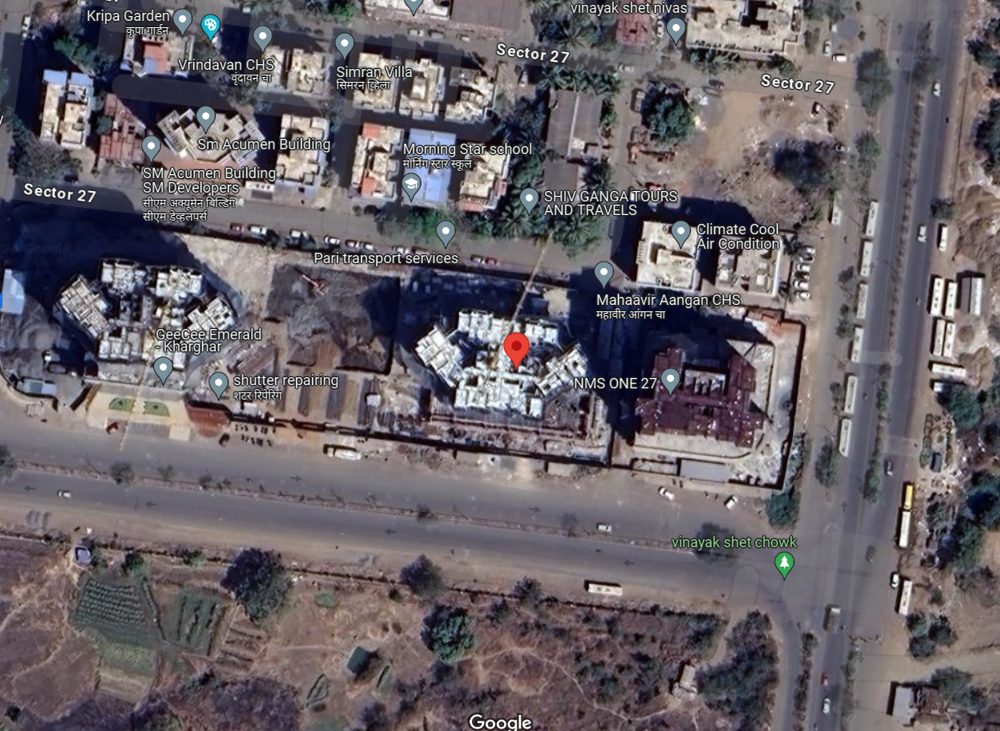 Kripa Garden
कृपा गार्डन
vinayak shet nivas
Vrindavan CHS
वृंदावन चा
Simran Villa
सिमरन व्हिला
Sector 27
Sector 27
Sm Acumen Building
Morning Star school
मॉर्निंग स्टार स्कूल
SM Acumen Building
SM Developers
सीएम अक्यूमेन बिल्डिंग
सीएम डेव्हलपर्स
Sector 27
SHIV GANGA TOURS
AND TRAVELS
Climate Cool
Air Condition
Pari transport services
Mahaavir Aangan CHS
महावीर आंगन चा
GeeCee Emerald
- Kharghar
shutter repairing
शटर रिपेरिंग
NMS ONE 27
vinayak shet chowk
Google